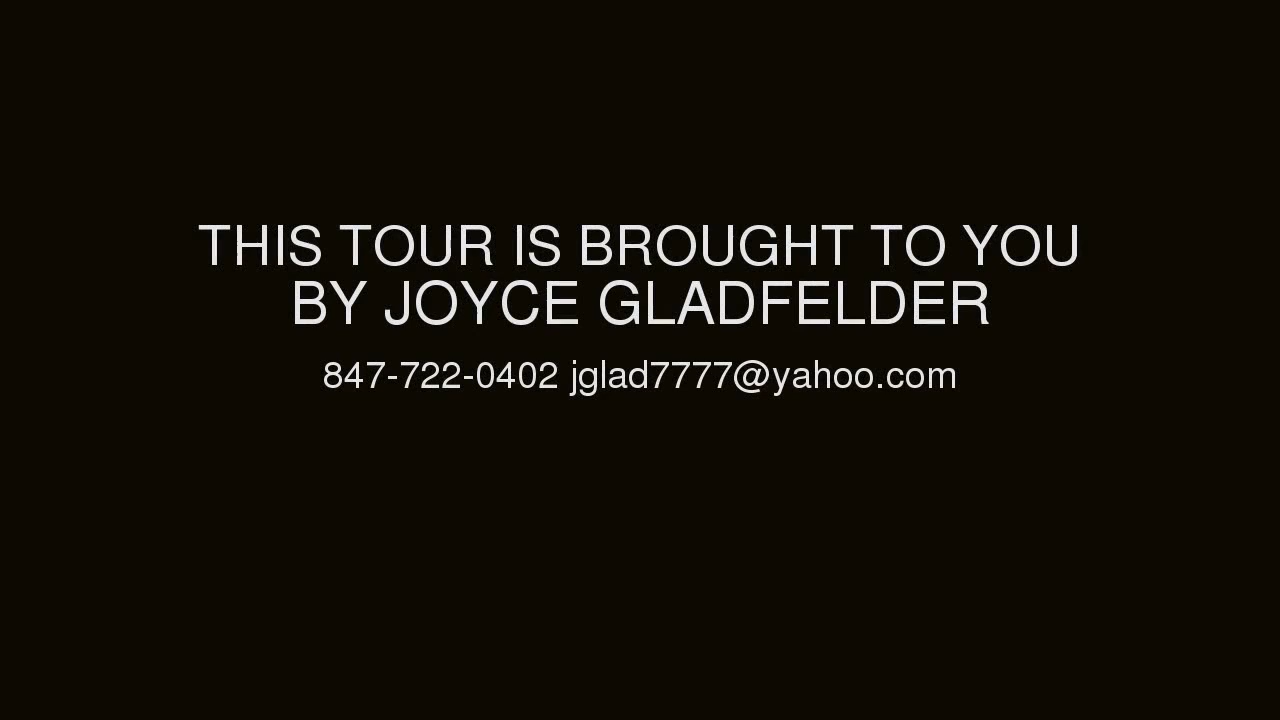 THIS TOUR IS BROUGHT TO YOU
BY JOYCE GLADFELDER
847-722-0402 jglad7777@yahoo.com